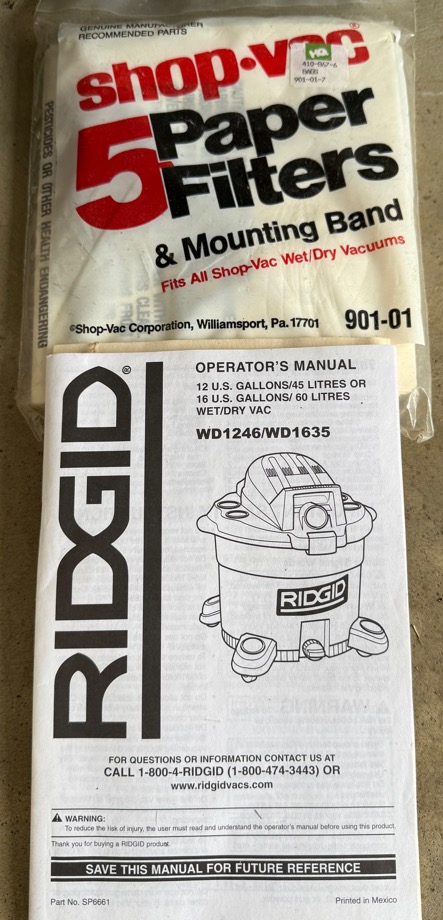 GENUINE MANUFACTURER
RECOMMENDED PARTS
shop·vac®
HQ
901-01-7
5 Paper
Filters
& Mounting Band
Fits All Shop-Vac Wet/Dry Vacuums
©Shop-Vac Corporation, Williamsport, Pa. 17701 901-01
PESTICIDES OR OTHER HEALTH ENDANGERING
RIDGID®
OPERATOR'S MANUAL
12 U.S. GALLONS/45 LITRES OR
16 U.S. GALLONS/ 60 LITRES
WET/DRY VAC
WD1246/WD1635
RIDGID
FOR QUESTIONS OR INFORMATION CONTACT US AT
CALL 1-800-4-RIDGID (1-800-474-3443) OR
www.ridgidvacs.com
WARNING:
To reduce the risk of injury, the user must read and understand the operator's manual before using this product.
Thank you for buying a RIDGID product.
SAVE THIS MANUAL FOR FUTURE REFERENCE
Part No. SP6661 Printed in Mexico